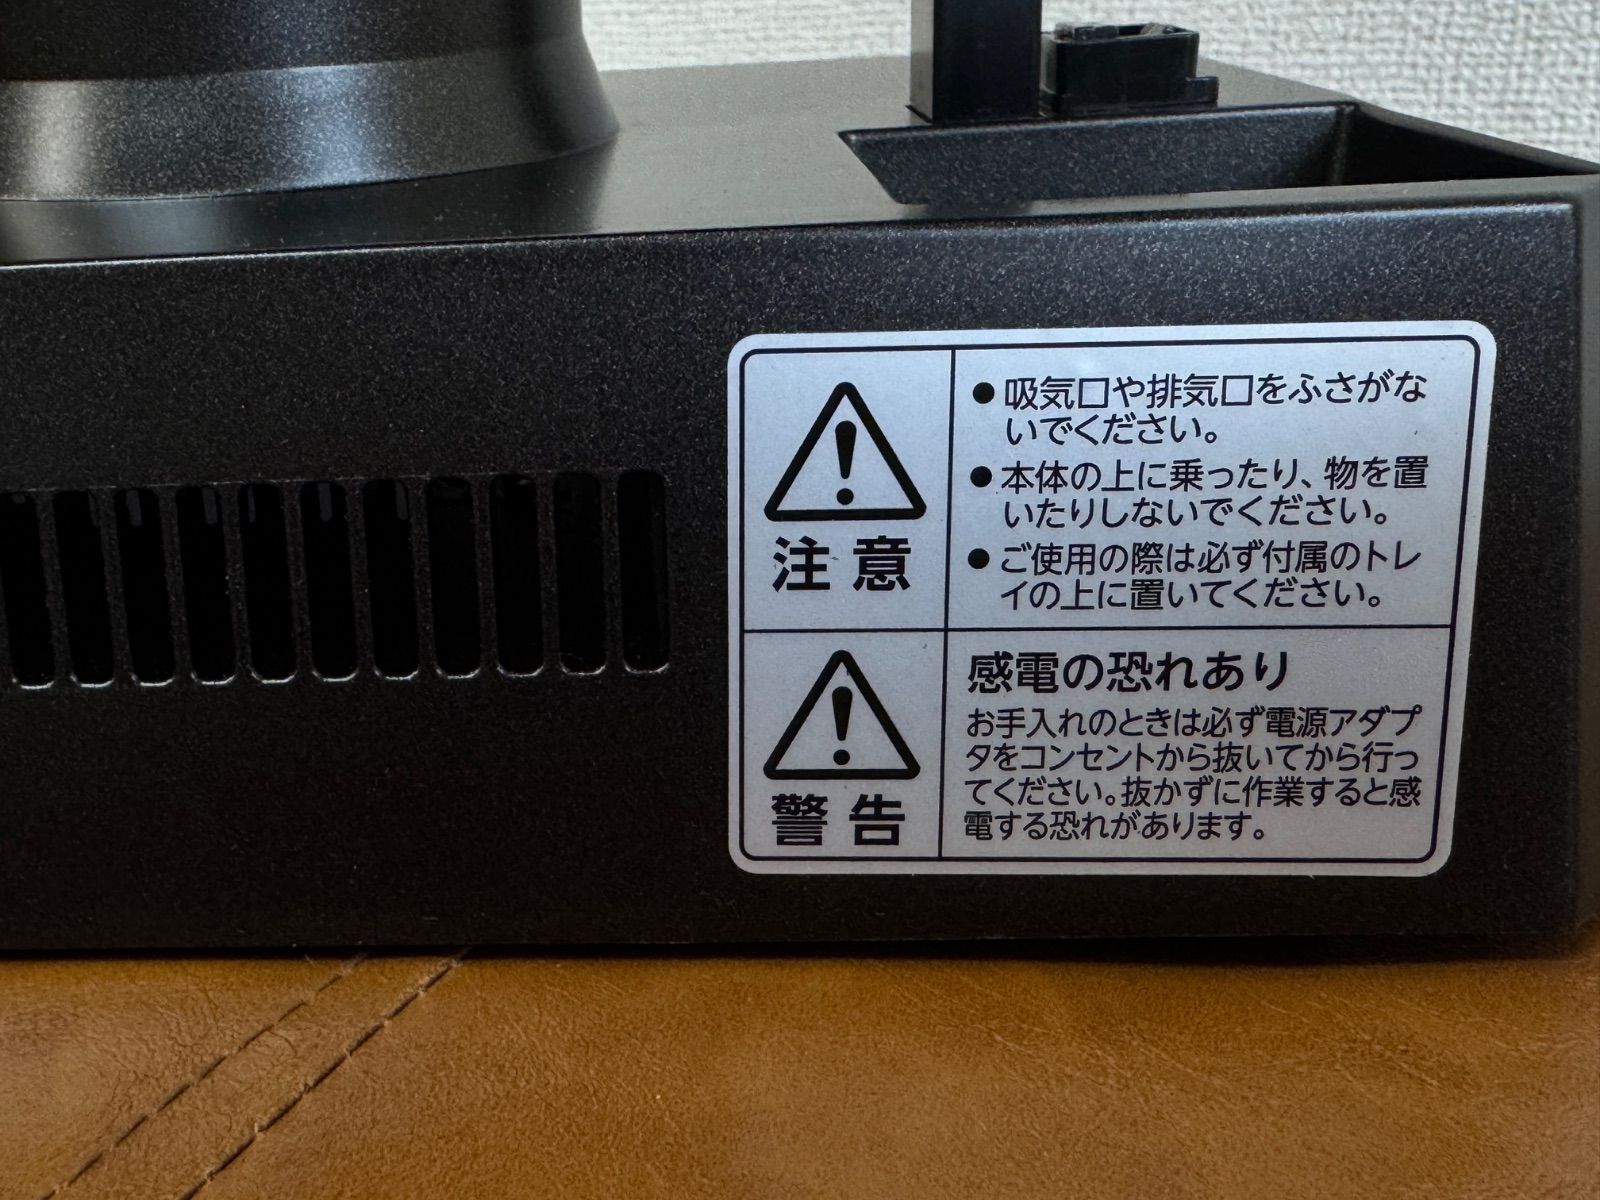 注意
●吸気口や排気口をふさがな
いでください。
●本体の上に乗ったり、物を置
いたりしないでください。
●ご使用の際は必ず付属のトレ
イの上に置いてください。
警告
感電の恐れあり
お手入れのときは必ず電源アダプ
タをコンセントから抜いてから行っ
てください。抜かずに作業すると感
電する恐れがあります。